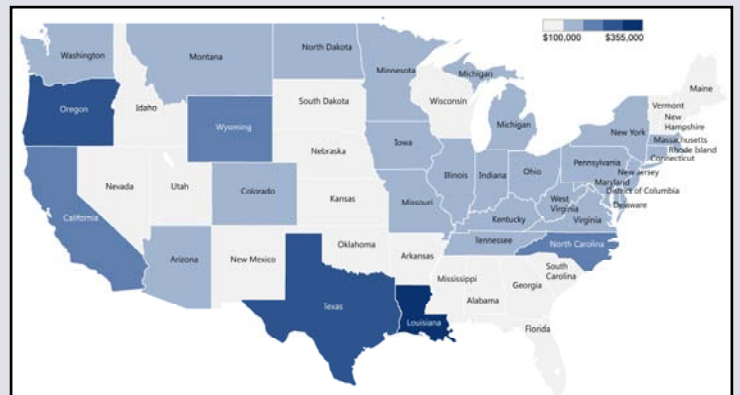 $100,000 $355,000
Washington
Montana
North Dakota
Minnesota
Michigan
Maine
Oregon
Idaho
South Dakota
Wisconsin
Vermont
New
Hampshire
Wyoming
Michigan
New York
Massachusetts
Rhode Island
Connecticut
Iowa
Nebraska
Pennsylvania
New Jersey
Nevada
Utah
Colorado
Illinois
Indiana
Ohio
Maryland
District of Columbia
Kansas
Missouri
West
Virginia
Delaware
California
Kentucky
Virginia
Oklahoma
Tennessee
North Carolina
Arizona
New Mexico
Arkansas
South
Carolina
Mississippi
Georgia
Alabama
Texas
Louisiana
Florida